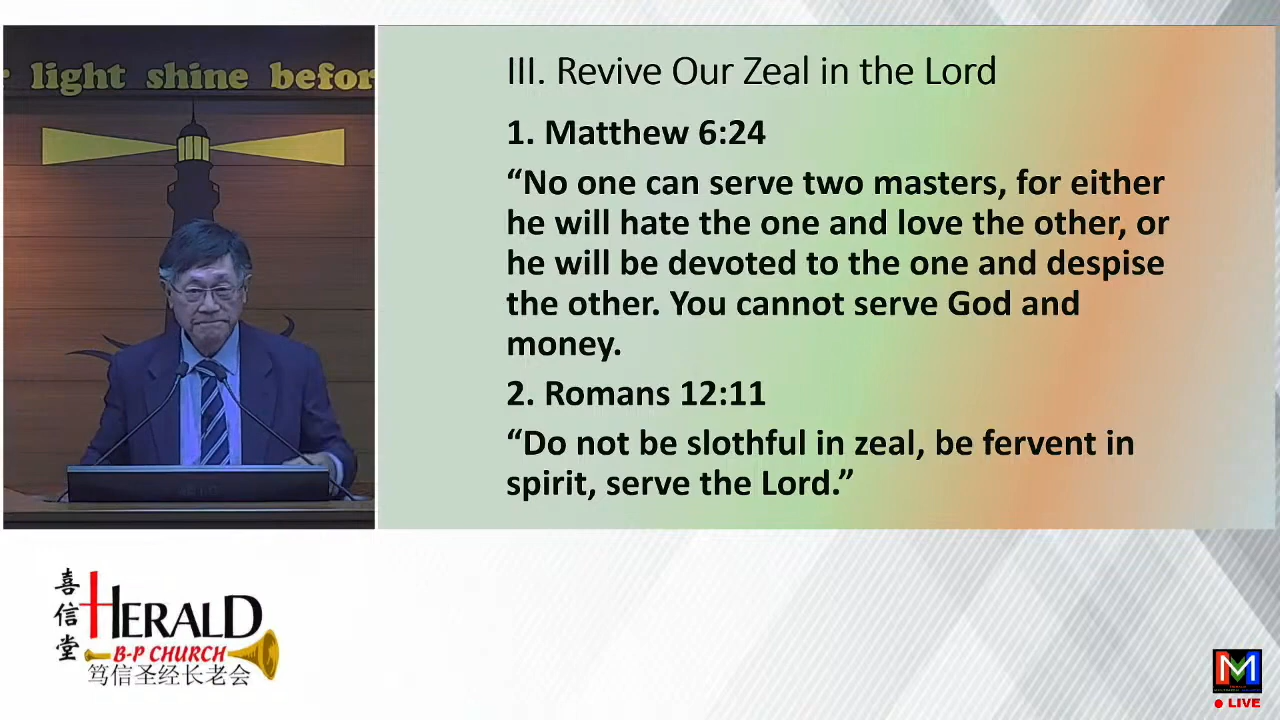 light shine befor
III. Revive Our Zeal in the Lord
1. Matthew 6:24
“No one can serve two masters, for either
he will hate the one and love the other, or
he will be devoted to the one and despise
the other. You cannot serve God and
money.
2. Romans 12:11
“Do not be slothful in zeal, be fervent in
spirit, serve the Lord.”
喜信堂
HERALD
B-P CHURCH
笃信圣经长老会
LIVE